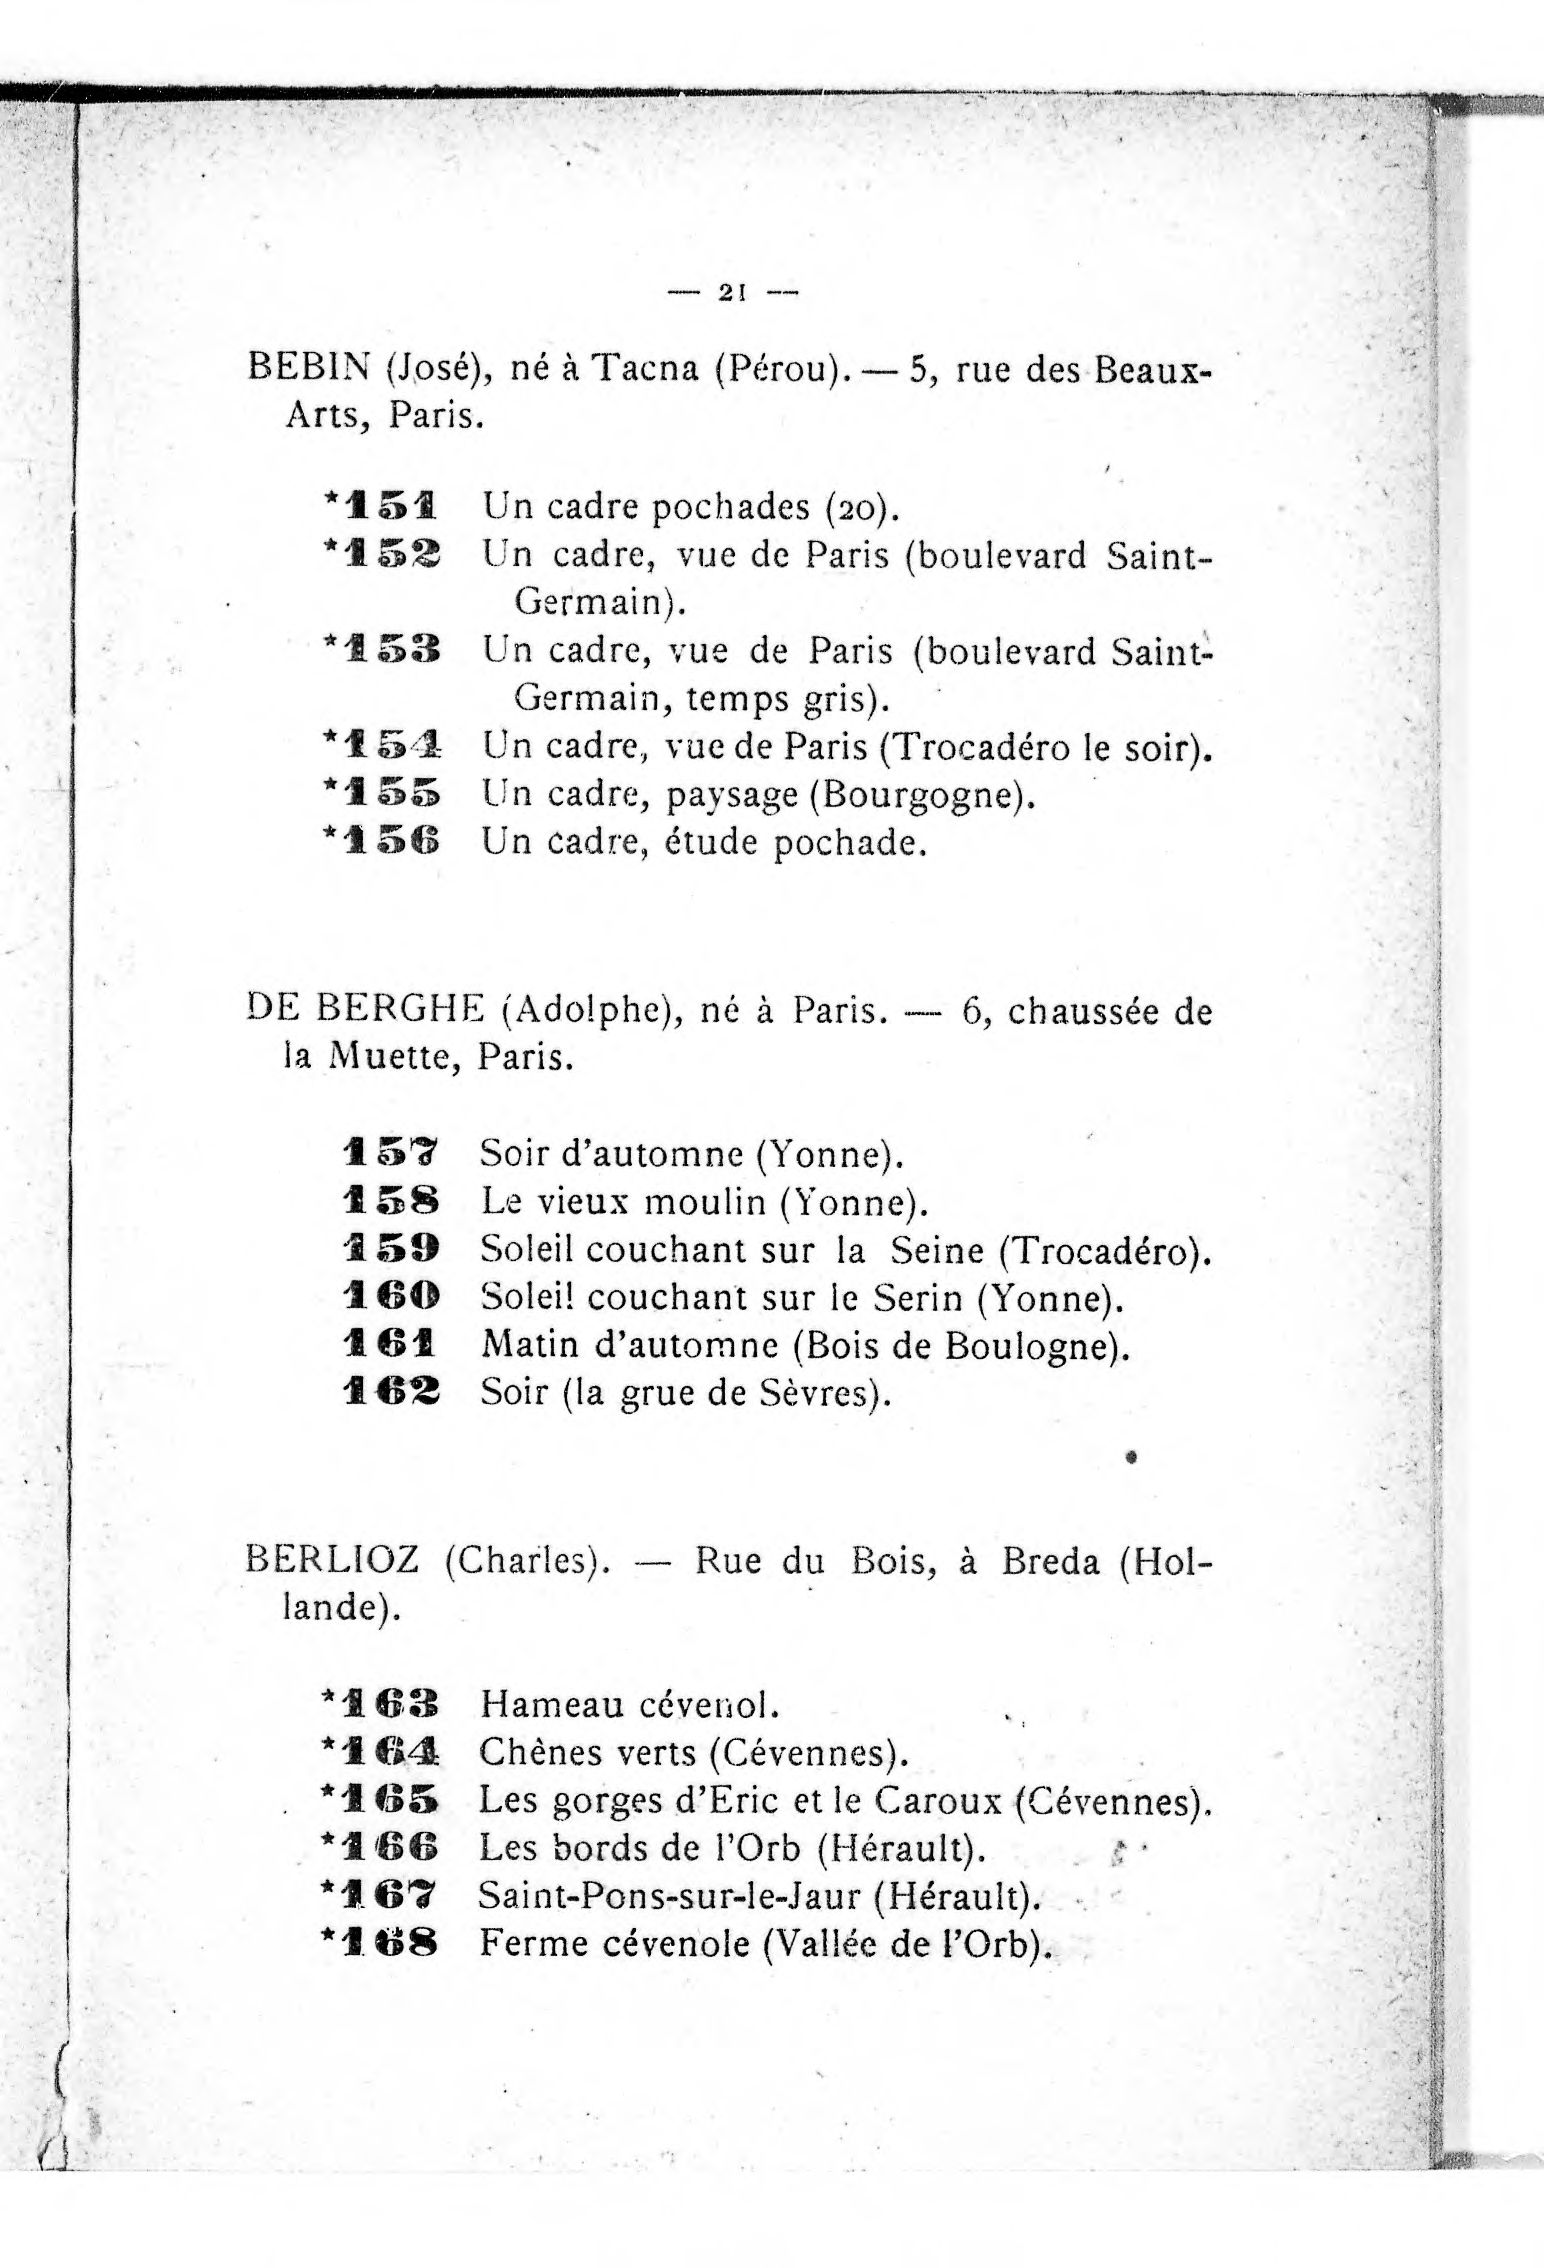 — 21 —
BEBIN (José), né à Tacna (Pérou). — 5, rue des Beaux-
Arts, Paris.
*151 Un cadre pochades (20).
*152 Un cadre, vue de Paris (boulevard Saint-
Germain).
*153 Un cadre, vue de Paris (boulevard Saint-
Germain, temps gris).
*154 Un cadre, vue de Paris (Trocadéro le soir).
*155 Un cadre, paysage (Bourgogne).
*156 Un cadre, étude pochade.
DE BERGHE (Adolphe), né à Paris. — 6, chaussée de
la Muette, Paris.
157 Soir d'automne (Yonne).
158 Le vieux moulin (Yonne).
159 Soleil couchant sur la Seine (Trocadéro).
160 Soleil couchant sur le Serin (Yonne).
161 Matin d'automne (Bois de Boulogne).
162 Soir (la grue de Sèvres).
BERLIOZ (Charles). — Rue du Bois, à Breda (Hol-
lande).
*163 Hameau cévenol.
*164 Chênes verts (Cévennes).
*165 Les gorges d'Eric et le Caroux (Cévennes).
*166 Les bords de l'Orb (Hérault).
*167 Saint-Pons-sur-le-Jaur (Hérault).
*168 Ferme cévenole (Vallée de l'Orb).